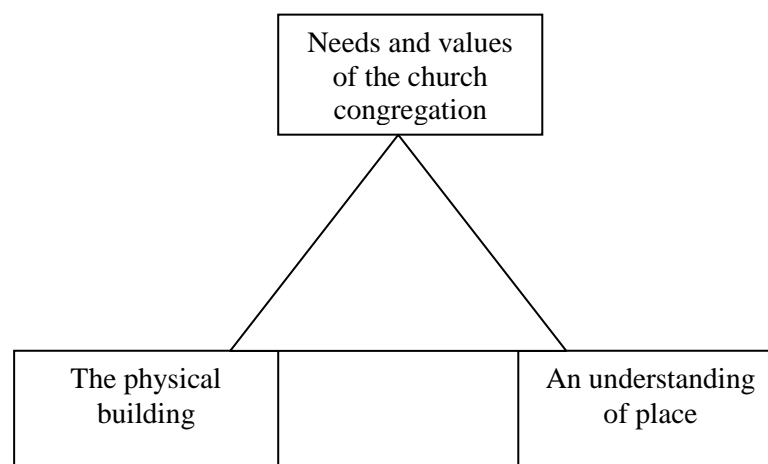 Needs and values
of the church
congregation
The physical
building
An understanding
of place